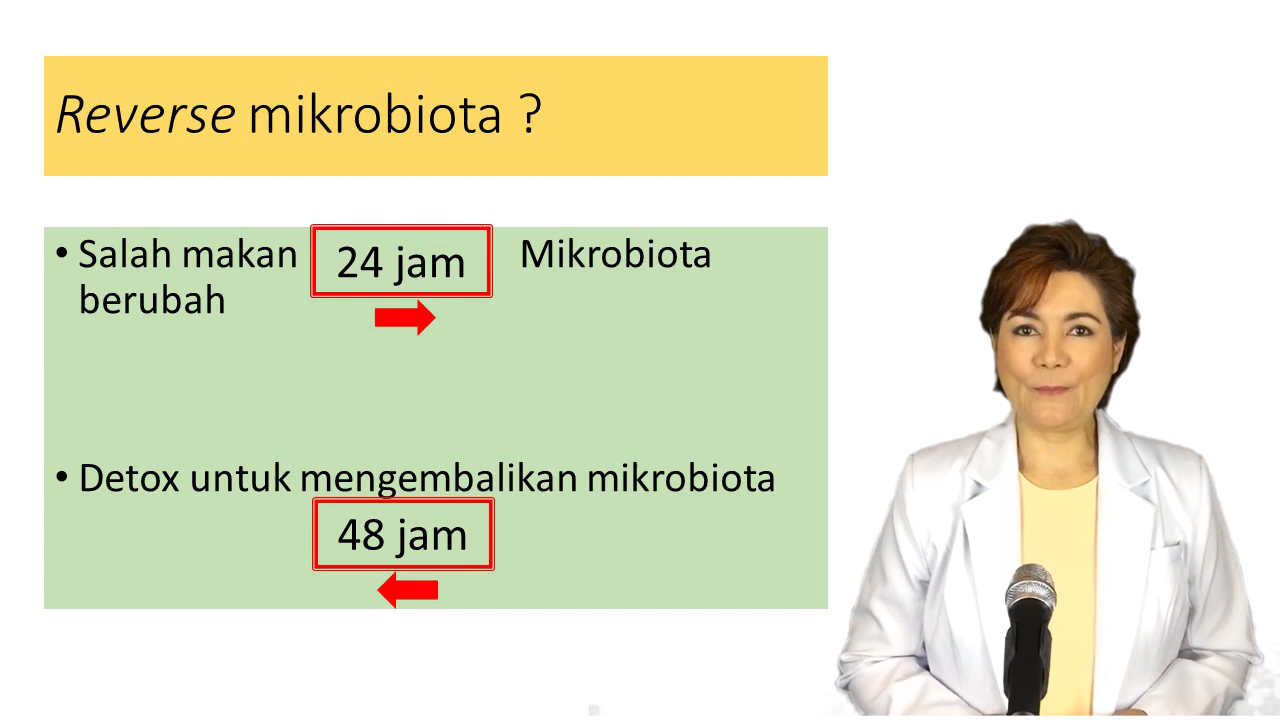 Reverse mikrobiota ?
• Salah makan 24 jam Mikrobiota
berubah
• Detox untuk mengembalikan mikrobiota
48 jam